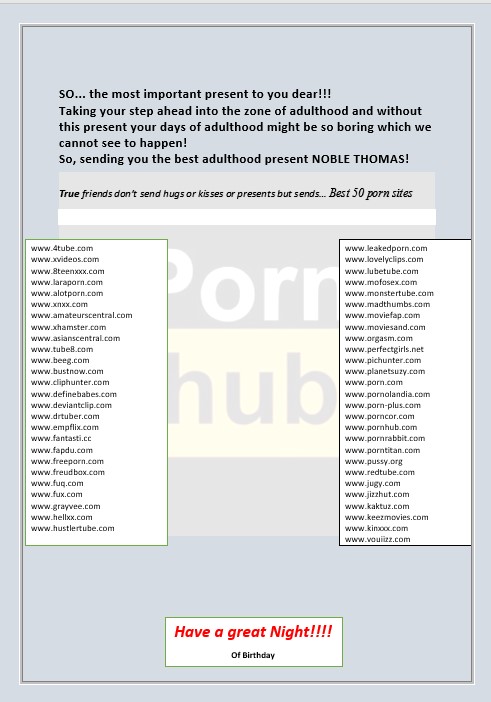 SO... the most important present to you dear!!!
Taking your step ahead into the zone of adulthood and without
this present your days of adulthood might be so boring which we
cannot see to happen!
So, sending you the best adulthood present NOBLE THOMAS!
True friends don't send hugs or kisses or presents but sends... Best 50 porn sites
Porn
hub
www.4tube.com
www.xvideos.com
www.8teenxxx.com
www.laraporn.com
www.alotporn.com
www.xnxx.com
www.amateurscentral.com
www.xhamster.com
www.asianscentral.com
www.tube8.com
www.beeg.com
www.bustnow.com
www.cliphunter.com
www.definebabes.com
www.deviantclip.com
www.drtuber.com
www.empflix.com
www.fantasti.cc
www.fapdu.com
www.freeporn.com
www.freudbox.com
www.fuq.com
www.fux.com
www.grayvee.com
www.hellxx.com
www.hustlertube.com
www.leakedporn.com
www.lovelyclips.com
www.lubetube.com
www.mofosex.com
www.monstertube.com
www.madthumbs.com
www.moviefap.com
www.moviesand.com
www.orgasm.com
www.perfectgirls.net
www.pichunter.com
www.planetsuzy.com
www.porn.com
www.pornolandia.com
www.porn-plus.com
www.porncor.com
www.pornhub.com
www.pornrabbit.com
www.porntitan.com
www.pussy.org
www.redtube.com
www.jugy.com
www.jizzhut.com
www.kaktuz.com
www.keezmovies.com
www.kinxxx.com
www.vouiizz.com
Have a great Night!!!!
Of Birthday